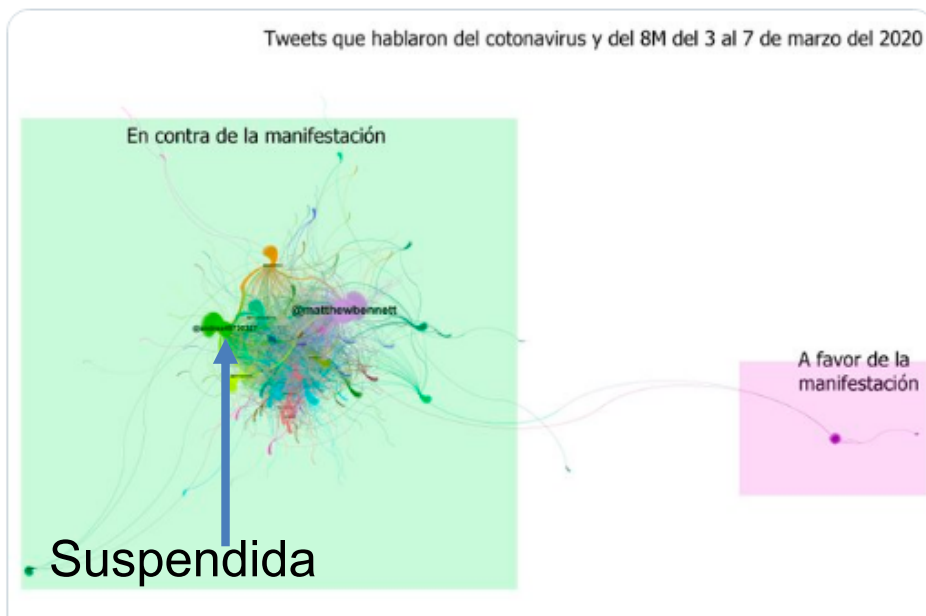 Tweets que hablaron del cotonavirus y del 8M del 3 al 7 de marzo del 2020
En contra de la manifestación
@matthewbennett
A favor de la
manifestación
Suspendida